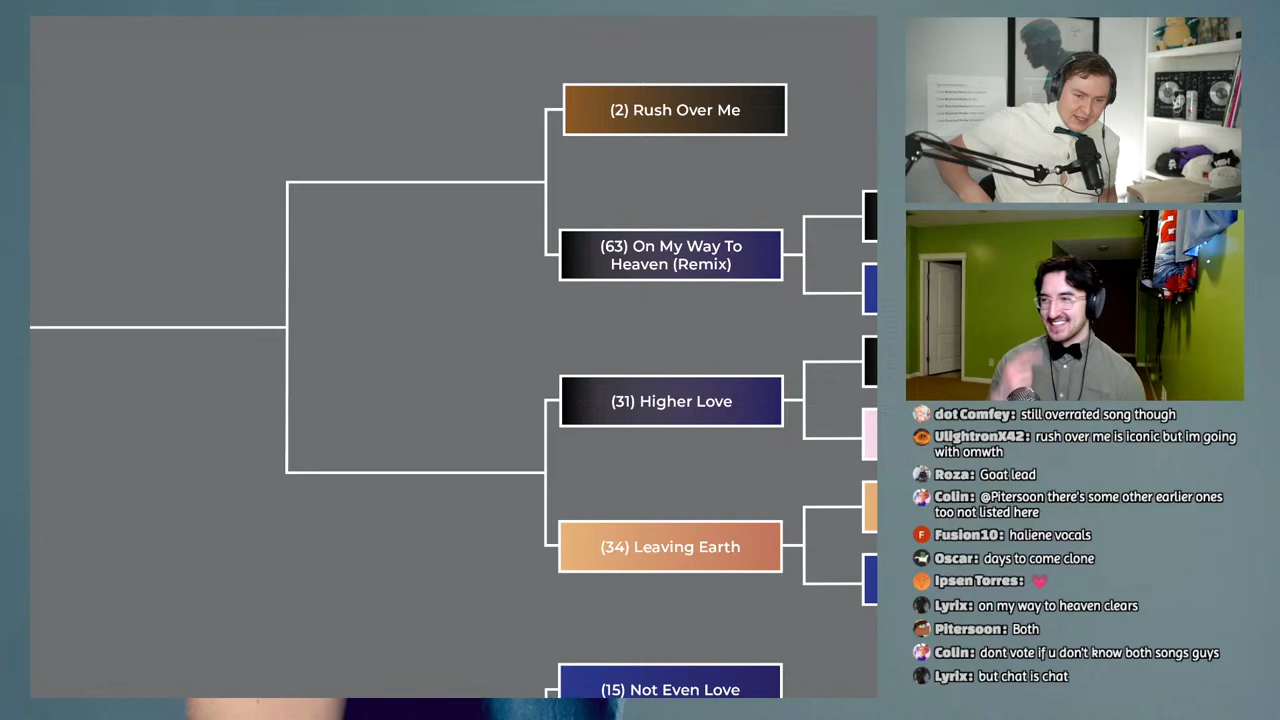 (2) Rush Over Me
(63) On My Way To
Heaven (Remix)
(31) Higher Love
(34) Leaving Earth
(15) Not Even Love
dot Comfey: still overrated song though
UlightronX42: rush over me is iconic but im going
with omwth
Roza: Goat lead
Colin: @Pitersoon there's some other earlier ones
too not listed here
Fusion10: haliene vocals
Oscar: days to come clone
Ipsen Torres: 💗
Lyrix: on my way to heaven clears
Pitersoon: Both
Colin: dont vote if u don't know both songs guys
Lyrix: but chat is chat